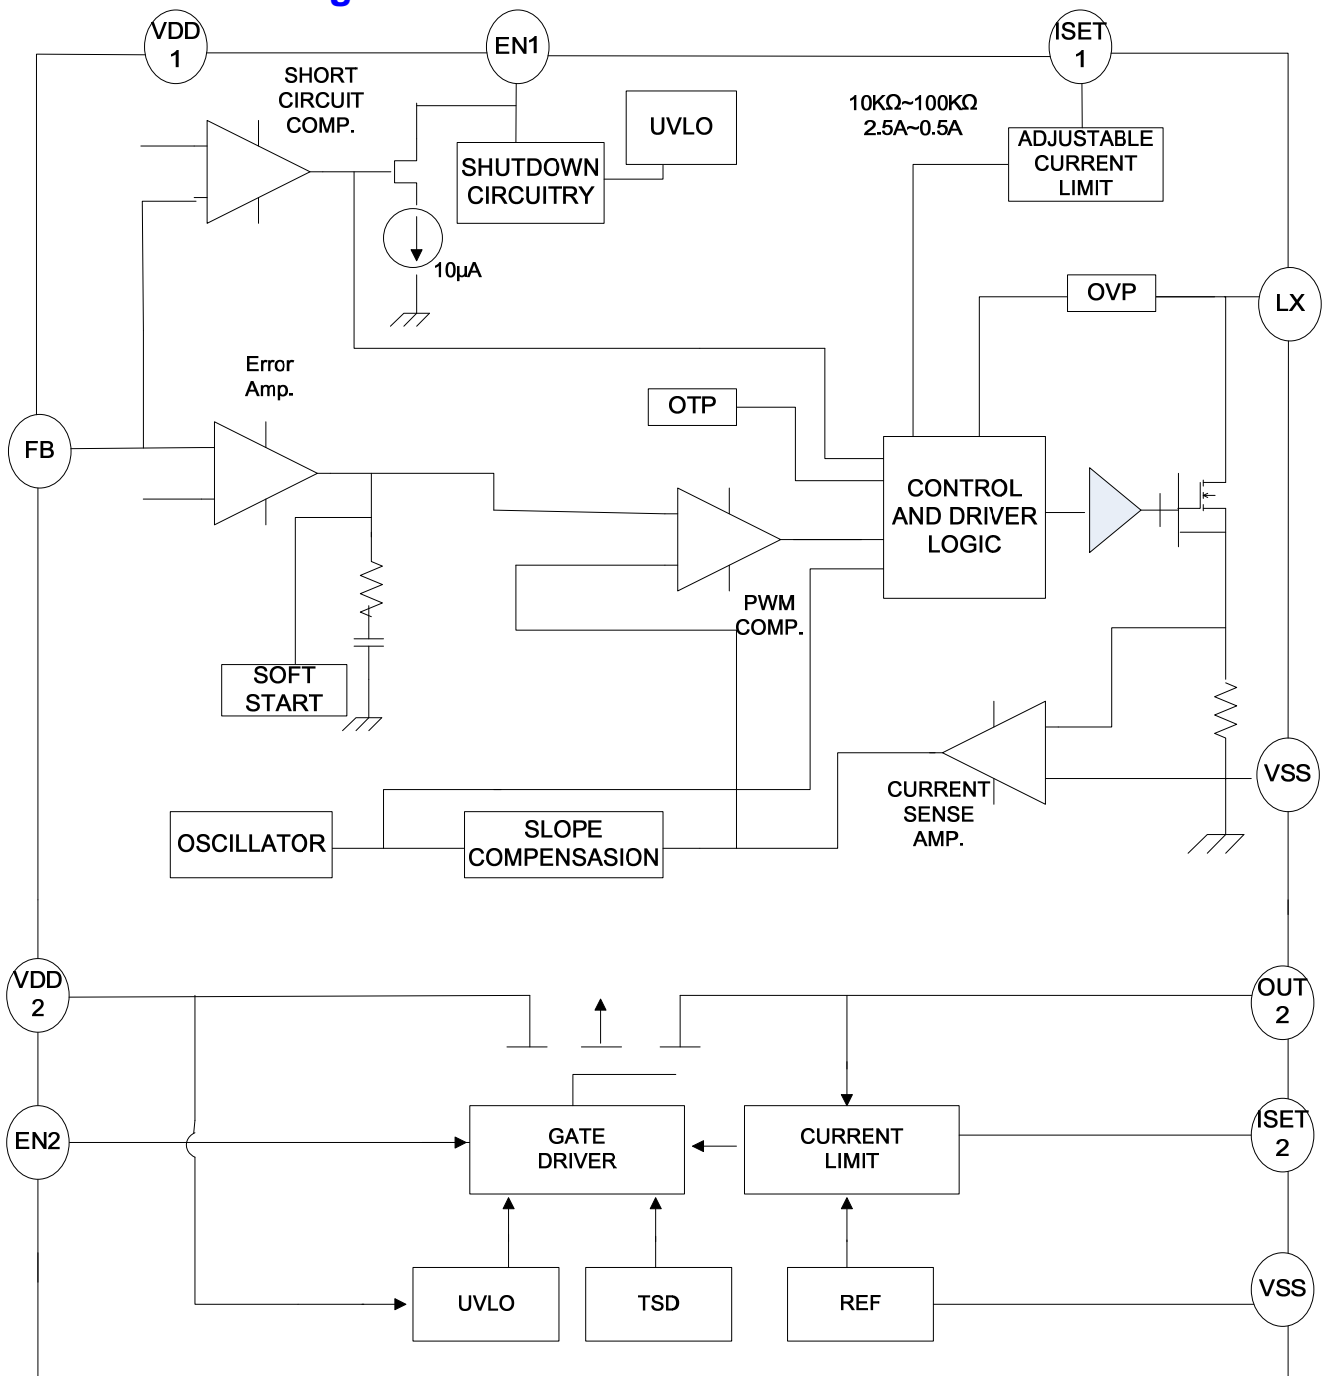 g
VDD
1
EN1
ISET
1
SHORT
CIRCUIT
COMP.
UVLO
10KΩ~100KΩ
2.5A~0.5A
ADJUSTABLE
CURRENT
LIMIT
SHUTDOWN
CIRCUITRY
10µA
OVP
LX
Error
Amp.
OTP
FB
CONTROL
AND DRIVER
LOGIC
PWM
COMP.
SOFT
START
VSS
CURRENT
SENSE
AMP.
OSCILLATOR
SLOPE
COMPENSASION
VDD
2
OUT
2
EN2
GATE
DRIVER
CURRENT
LIMIT
ISET
2
UVLO
TSD
REF
VSS